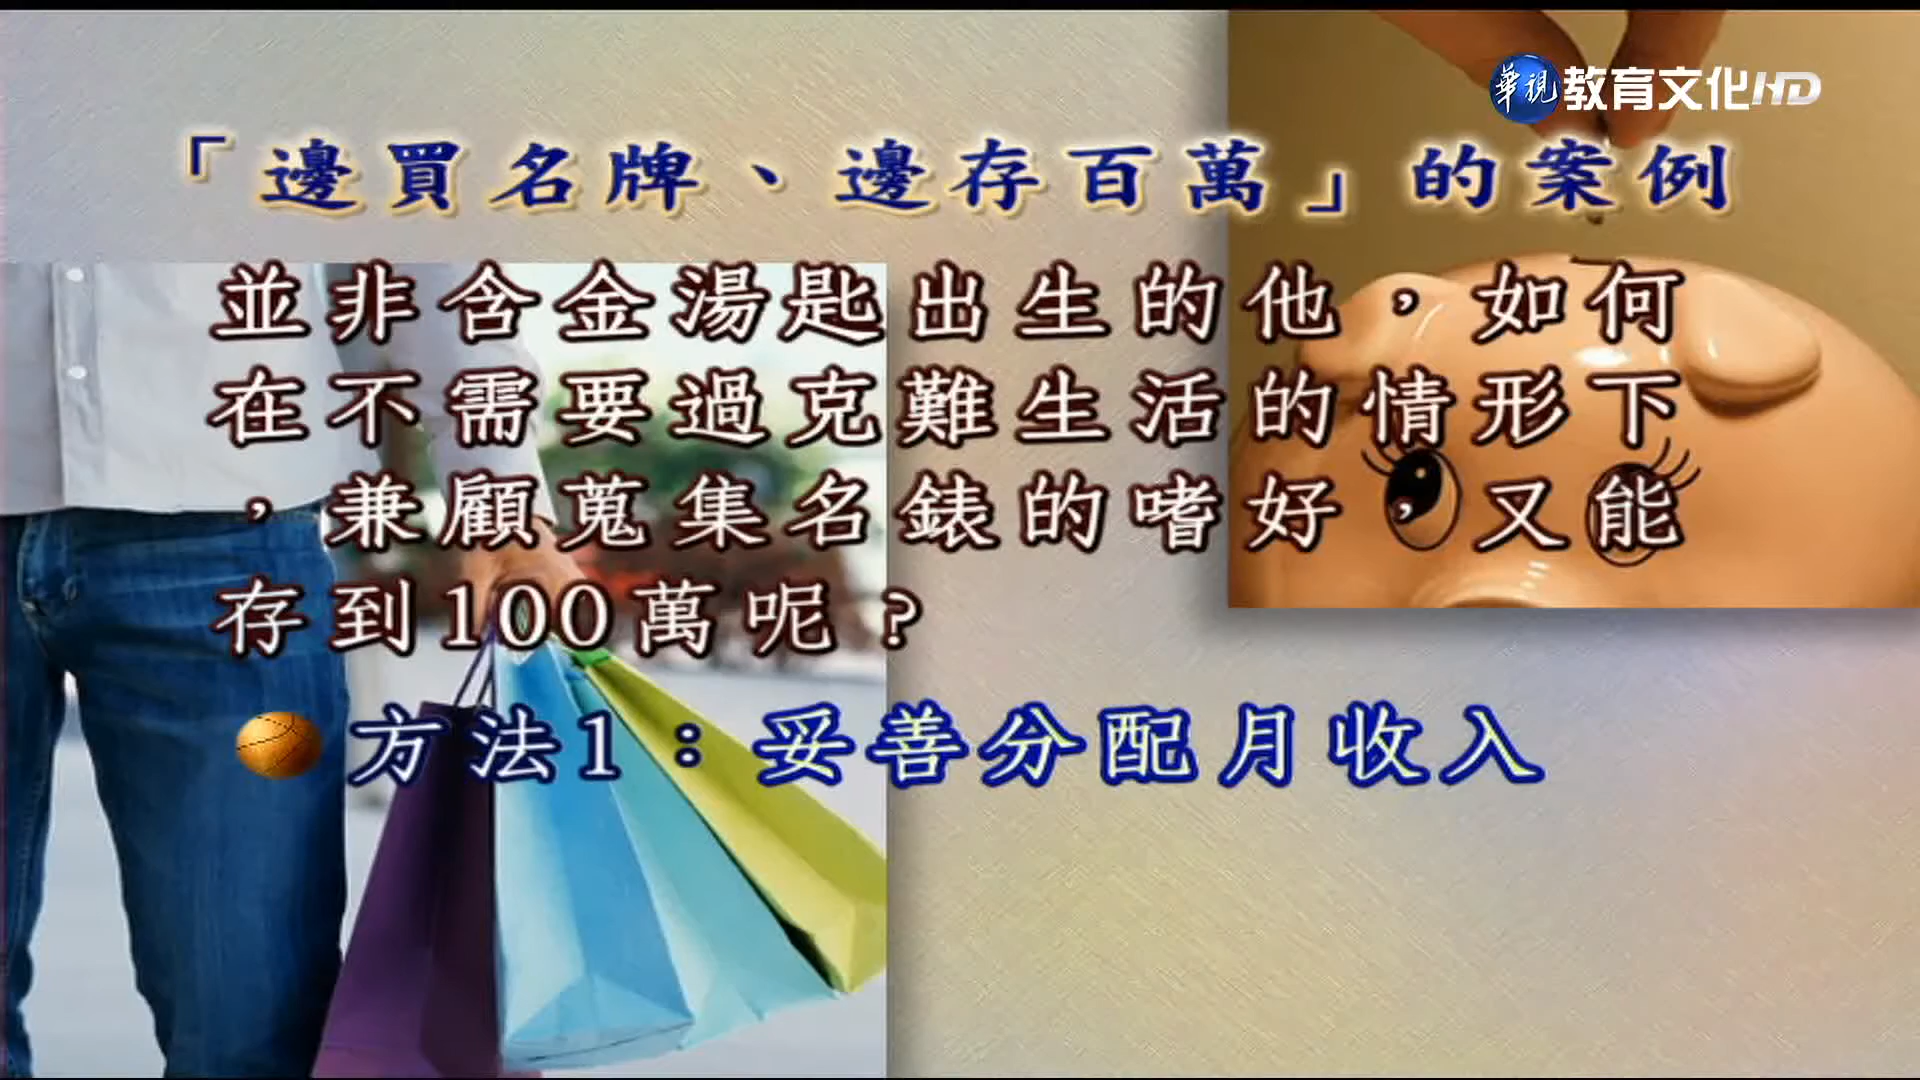 華視 教育文化HD
「邊買名牌、邊存百萬」的案例
並非含金湯匙出生的他，如何
在不需要過克難生活的情形下
，兼顧蒐集名錶的嗜好，又能
存到100萬呢？
方法1：妥善分配月收入